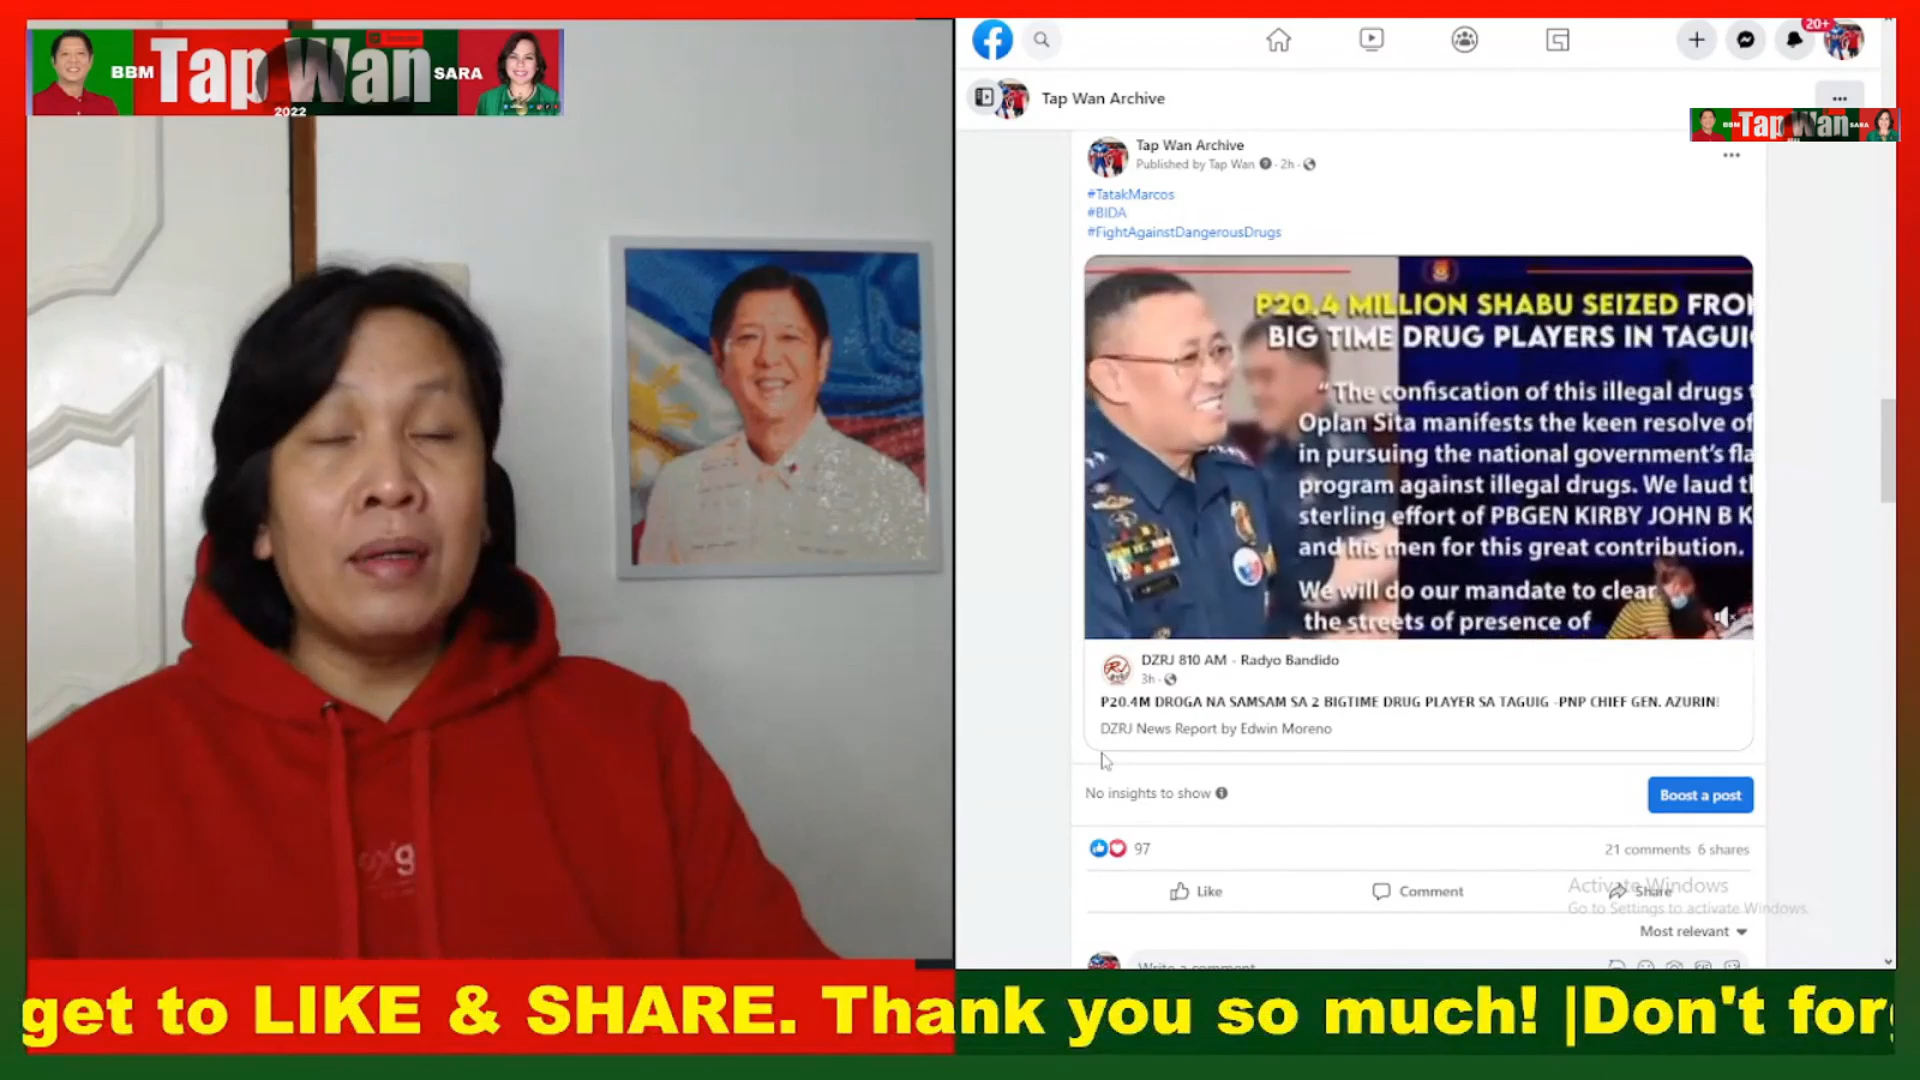 BBM Tap Wan SARA
2022
20+
Tap Wan Archive
BBM Tap Wan SARA
Tap Wan Archive
Published by Tap Wan · 2h ·
#TatakMarcos
#BIDA
#FightAgainstDangerousDrugs
P20.4 MILLION SHABU SEIZED FRO
BIG TIME DRUG PLAYERS IN TAGUI
“ The confiscation of this illegal drugs
Oplan Sita manifests the keen resolve of
in pursuing the national government's fla
program against illegal drugs. We laud t
sterling effort of PBGEN KIRBY JOHN B K
and his men for this great contribution.
We will do our mandate to clear
the streets of presence of
DZRJ 810 AM - Radyo Bandido
3h ·
P20.4M DROGA NA SAMSAM SA 2 BIGTIME DRUG PLAYER SA TAGUIG -PNP CHIEF GEN. AZURIN
DZRJ News Report by Edwin Moreno
No insights to show
Boost a post
97
21 comments 6 shares
Like
Comment
Share
Activate Windows
Go to Settings to activate Windows.
Most relevant
Write a comment
get to LIKE & SHARE. Thank you so much! |Don't for